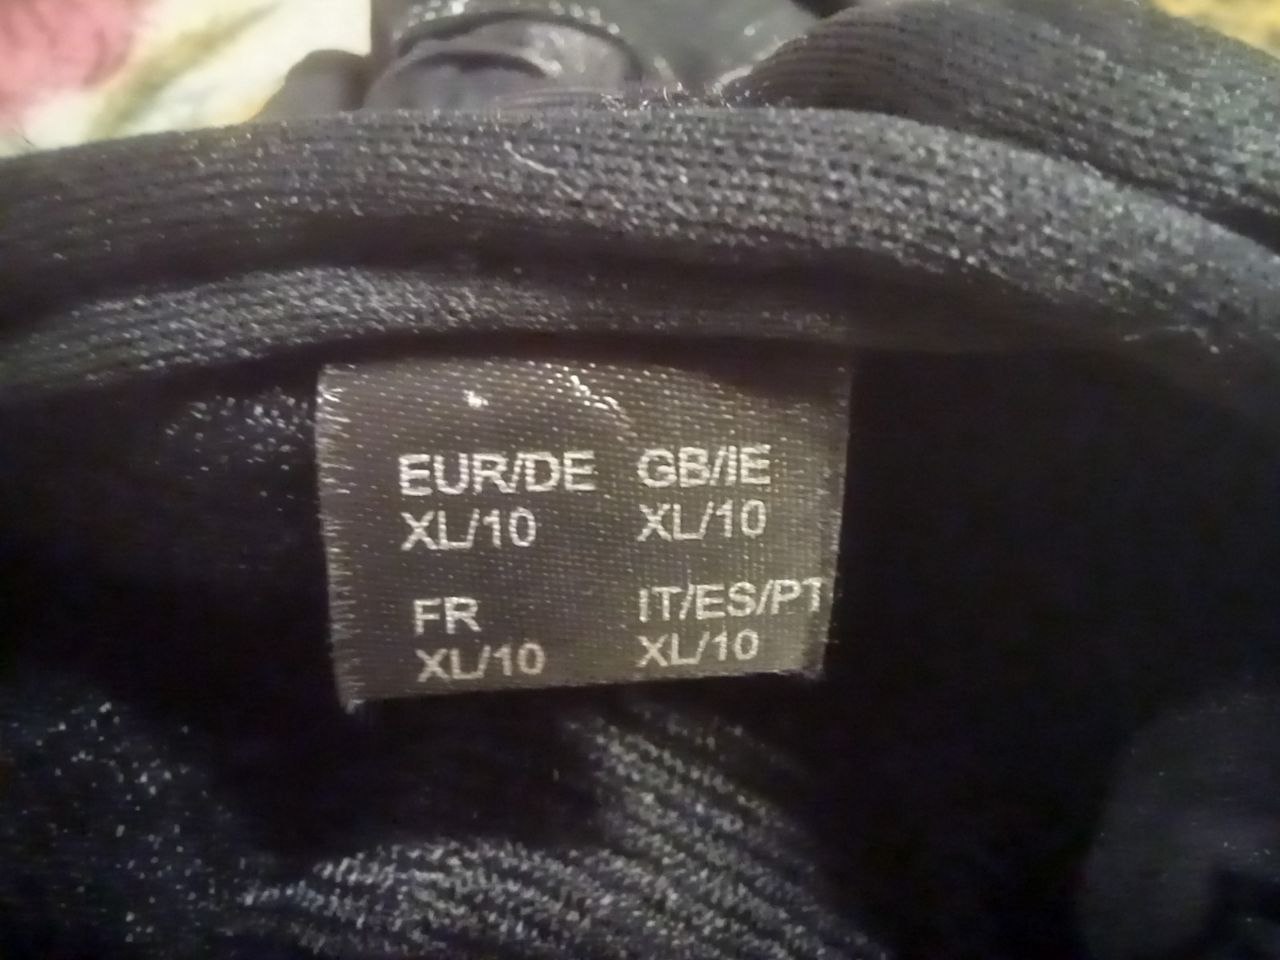 EUR/DE GB/IE
XL/10 XL/10
FR IT/ES/PT
XL/10 XL/10